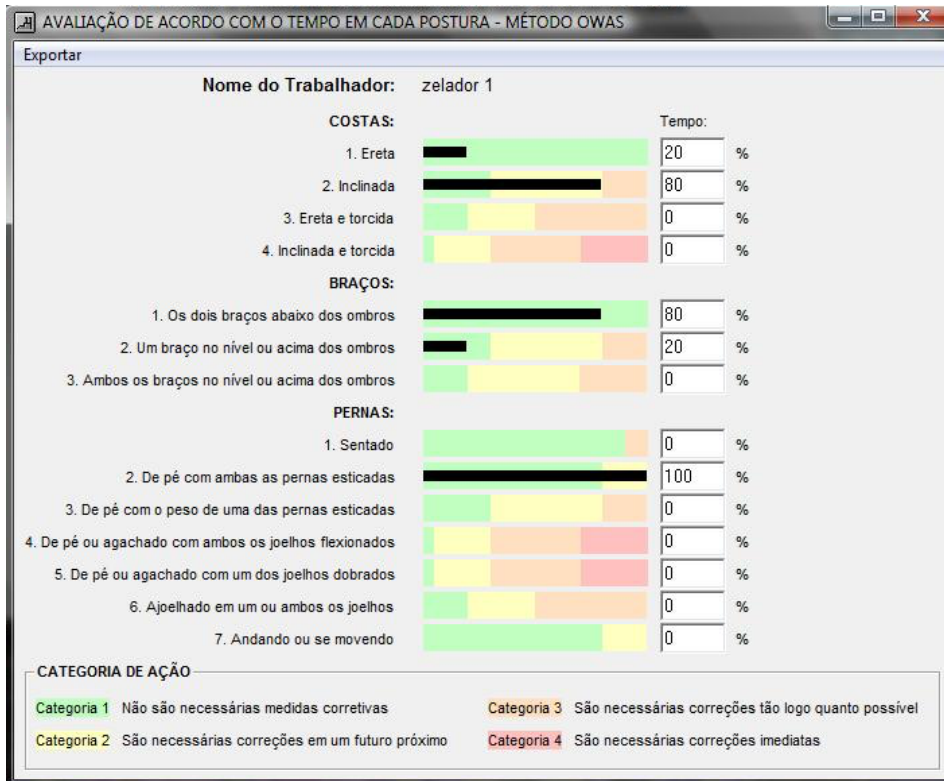 AVALIAÇÃO DE ACORDO COM O TEMPO EM CADA POSTURA - MÉTODO OWAS
Exportar
Nome do Trabalhador: zelador 1
COSTAS: Tempo:
1. Ereta 20 %
2. Inclinada 80 %
3. Ereta e torcida 0 %
4. Inclinada e torcida 0 %
BRAÇOS:
1. Os dois braços abaixo dos ombros 80 %
2. Um braço no nível ou acima dos ombros 20 %
3. Ambos os braços no nível ou acima dos ombros 0 %
PERNAS:
1. Sentado 0 %
2. De pé com ambas as pernas esticadas 100 %
3. De pé com o peso de uma das pernas esticadas 0 %
4. De pé ou agachado com ambos os joelhos flexionados 0 %
5. De pé ou agachado com um dos joelhos dobrados 0 %
6. Ajoelhado em um ou ambos os joelhos 0 %
7. Andando ou se movendo 0 %
CATEGORIA DE AÇÃO
Categoria 1 Não são necessárias medidas corretivas Categoria 3 São necessárias correções tão logo quanto possível
Categoria 2 São necessárias correções em um futuro próximo Categoria 4 São necessárias correções imediatas